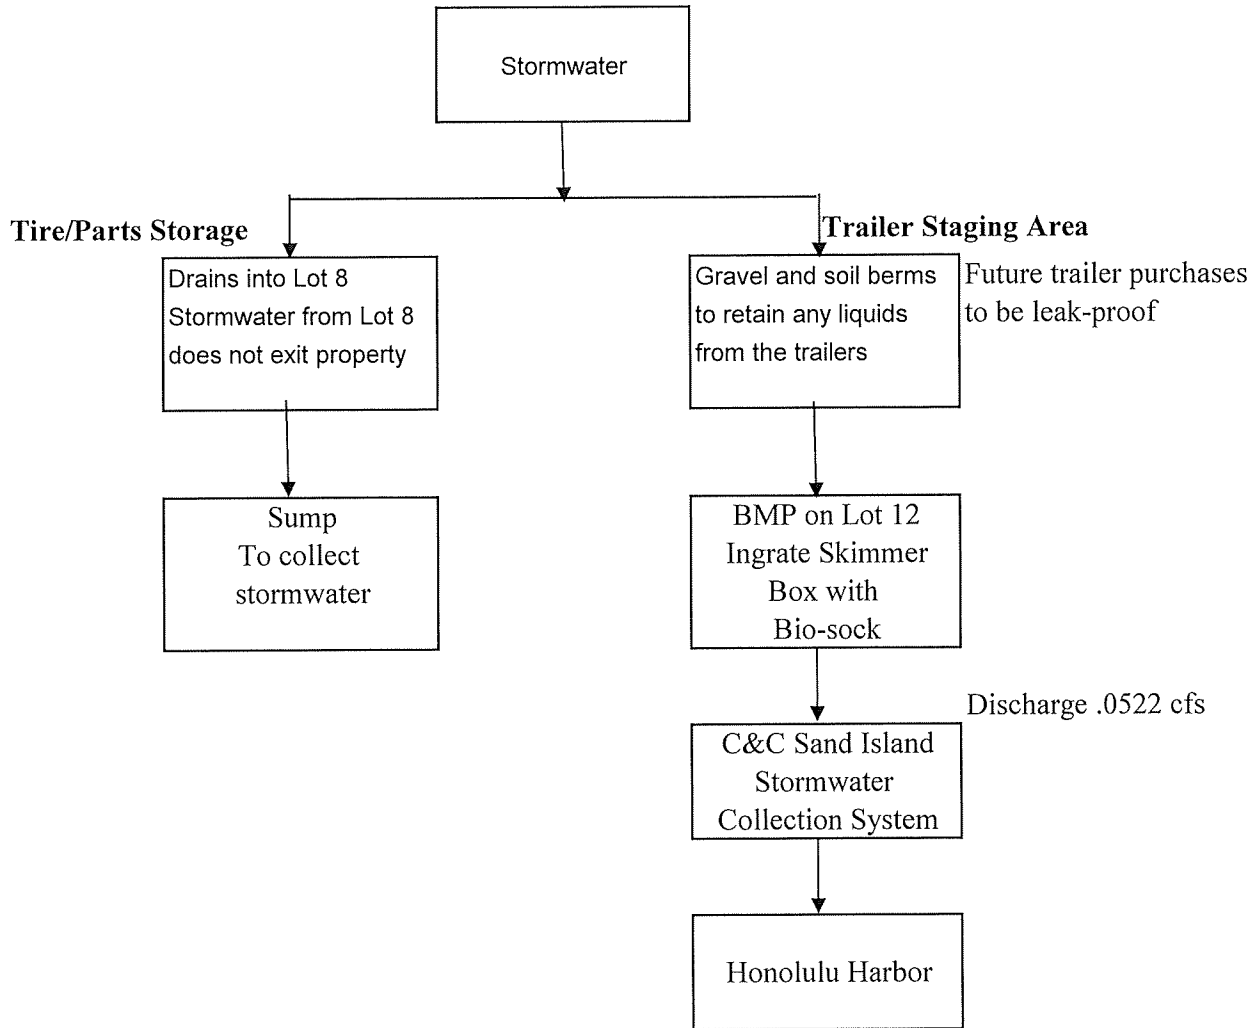 Stormwater
Tire/Parts Storage
Drains into Lot 8
Stormwater from Lot 8
does not exit property
Sump
To collect
stormwater
Trailer Staging Area
Gravel and soil berms
to retain any liquids
from the trailers
Future trailer purchases
to be leak-proof
BMP on Lot 12
Ingrate Skimmer
Box with
Bio-sock
Discharge .0522 cfs
C&C Sand Island
Stormwater
Collection System
Honolulu Harbor